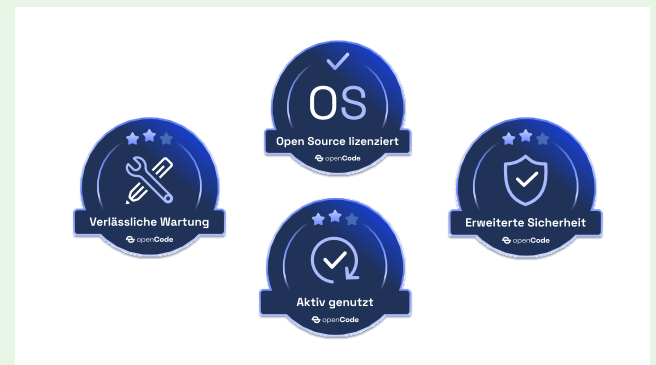 OS
Open Source lizenziert
openCode
Verlässliche Wartung
openCode
Erweiterte Sicherheit
openCode
Aktiv genutzt
openCode